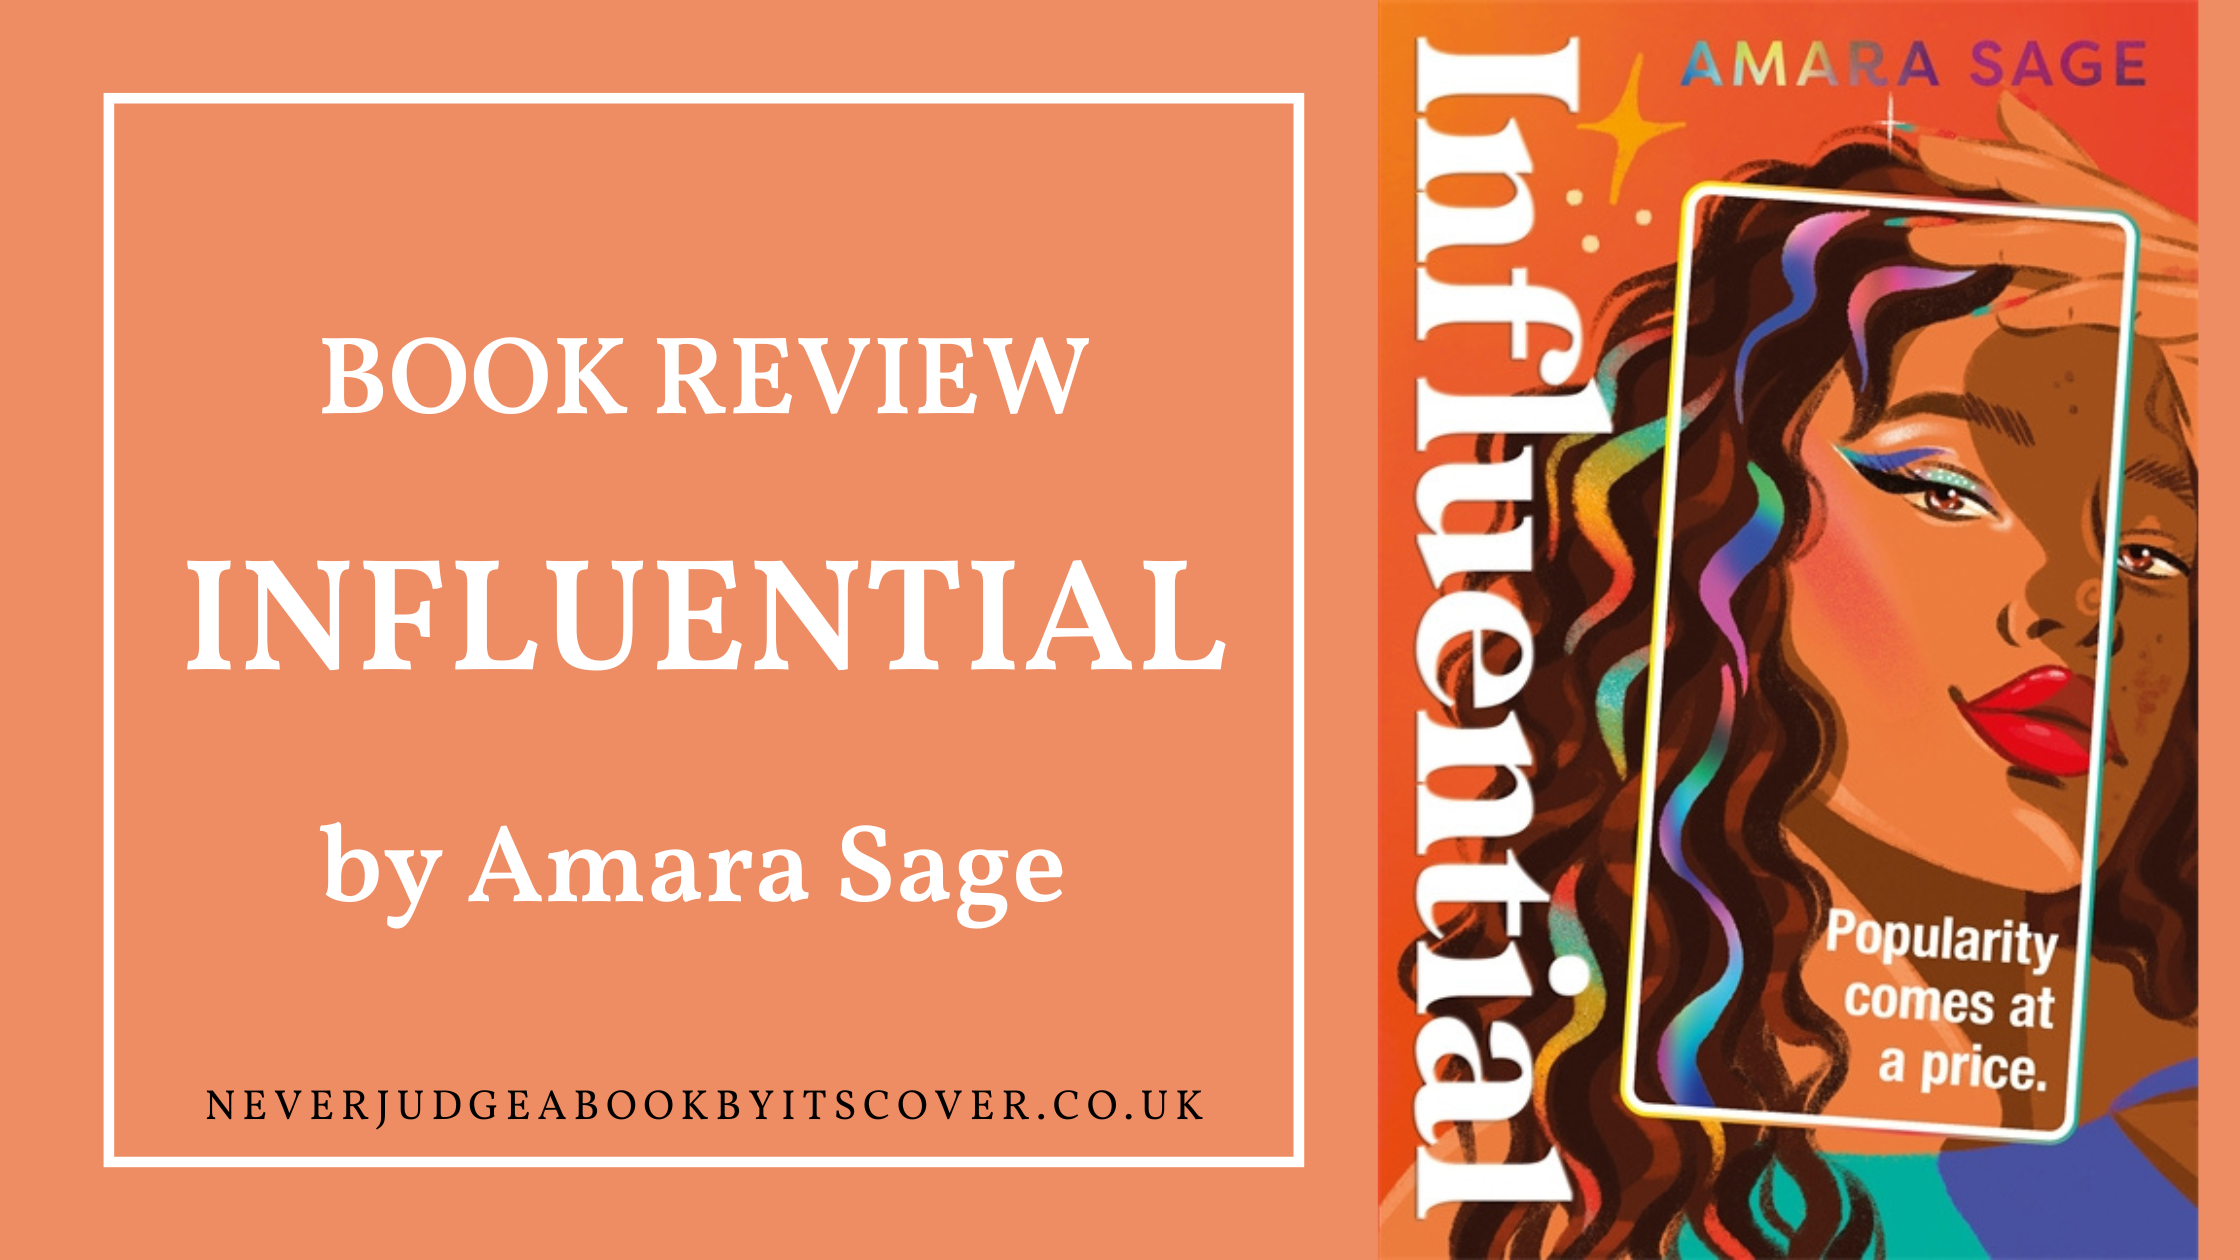 BOOK REVIEW
INFLUENTIAL
by Amara Sage
NEVERJUDGEABOOKBYITSCOVER.CO.UK
AMARA SAGE
Influential
Popularity
comes at
a price.